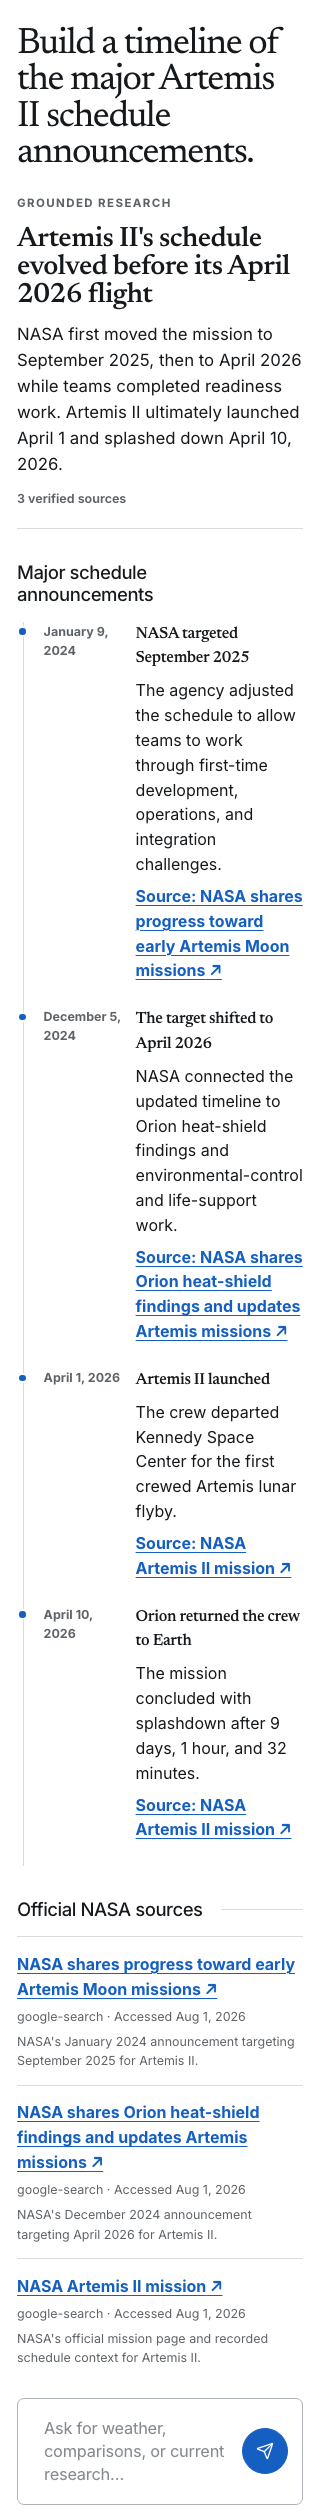 Build a timeline of
the major Artemis
II schedule
announcements.
GROUNDED RESEARCH
Artemis II's schedule
evolved before its April
2026 flight
NASA first moved the mission to
September 2025, then to April 2026
while teams completed readiness
work. Artemis II ultimately launched
April 1 and splashed down April 10,
2026.
3 verified sources
Major schedule
announcements
January 9,
2024
NASA targeted
September 2025
The agency adjusted
the schedule to allow
teams to work
through first-time
development,
operations, and
integration
challenges.
Source: NASA shares
progress toward
early Artemis Moon
missions ↗
December 5,
2024
The target shifted to
April 2026
NASA connected the
updated timeline to
Orion heat-shield
findings and
environmental-control
and life-support
work.
Source: NASA shares
Orion heat-shield
findings and updates
Artemis missions ↗
April 1, 2026
Artemis II launched
The crew departed
Kennedy Space
Center for the first
crewed Artemis lunar
flyby.
Source: NASA
Artemis II mission ↗
April 10,
2026
Orion returned the crew
to Earth
The mission
concluded with
splashdown after 9
days, 1 hour, and 32
minutes.
Source: NASA
Artemis II mission ↗
Official NASA sources
NASA shares progress toward early
Artemis Moon missions ↗
google-search · Accessed Aug 1, 2026
NASA's January 2024 announcement targeting
September 2025 for Artemis II.
NASA shares Orion heat-shield
findings and updates Artemis
missions ↗
google-search · Accessed Aug 1, 2026
NASA's December 2024 announcement
targeting April 2026 for Artemis II.
NASA Artemis II mission ↗
google-search · Accessed Aug 1, 2026
NASA's official mission page and recorded
schedule context for Artemis II.
Ask for weather,
comparisons, or current
research...